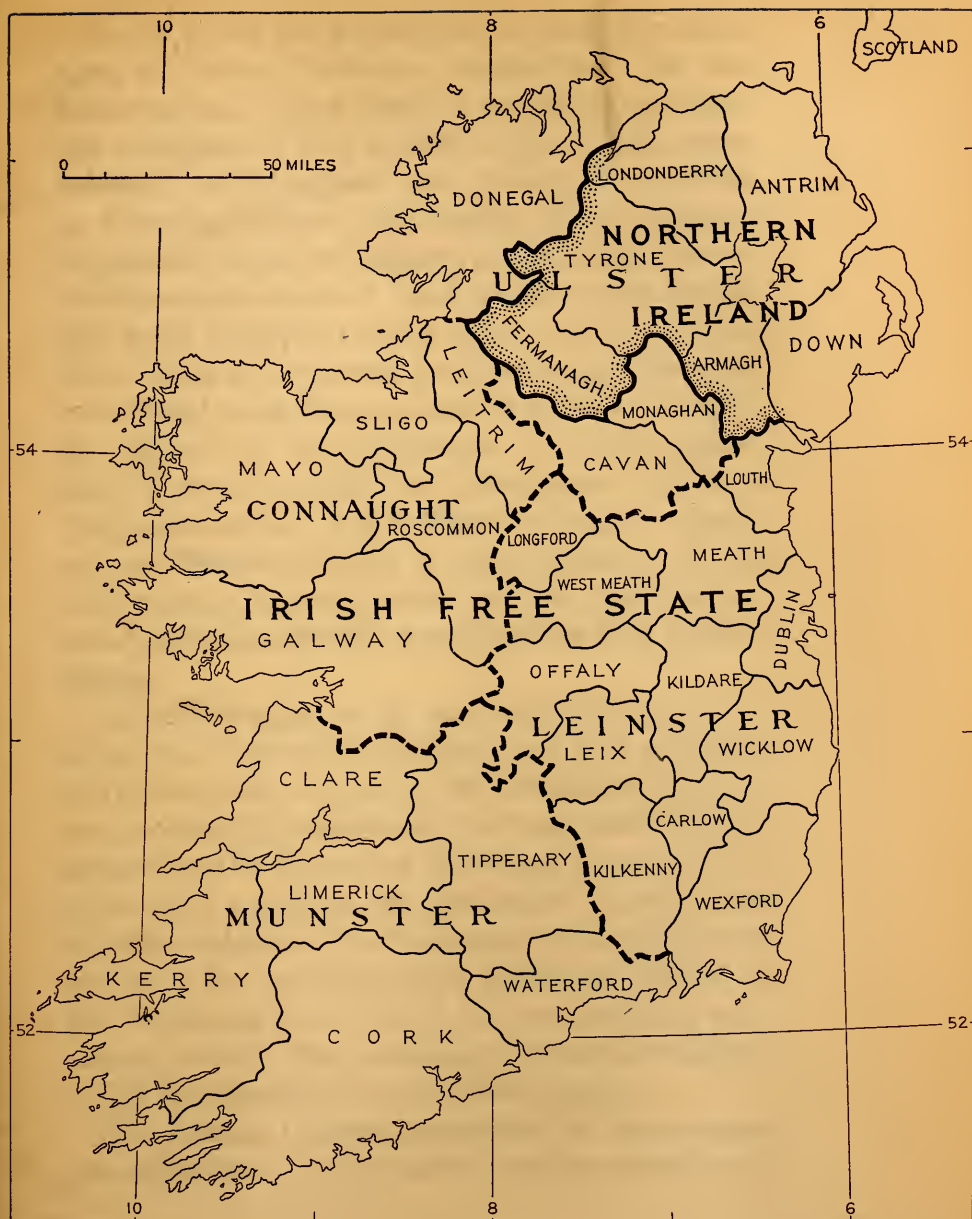 10
8
6
SCOTLAND
0
50 MILES
DONEGAL
LONDONDERRY
ANTRIM
NORTHERN
TYRONE
ULSTER
IRELAND
FERMANAGH
DOWN
ARMAGH
LEITRIM
MONAGHAN
SLIGO
54
54
MAYO
CAVAN
LOUTH
CONNAUGHT
ROSCOMMON
LONGFORD
MEATH
WEST MEATH
IRISH FREE STATE
GALWAY
DUBLIN
OFFALY
KILDARE
LEINSTER
LEIX
WICKLOW
CLARE
CARLOW
TIPPERARY
KILKENNY
LIMERICK
WEXFORD
MUNSTER
KERRY
WATERFORD
52
52
CORK
10
8
6